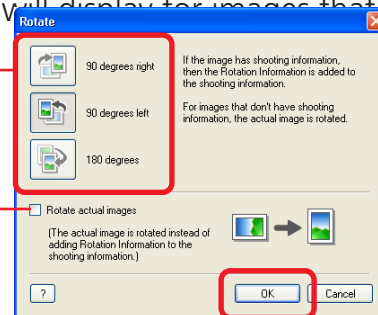 will display for images that
Rotate
90 degrees right
90 degrees left
180 degrees
If the image has shooting information,
then the Rotation Information is added to
the shooting information.
For images that don't have shooting
information, the actual image is rotated.
Rotate actual images
(The actual image is rotated instead of
adding Rotation Information to the
shooting information.)
?
OK
Cancel